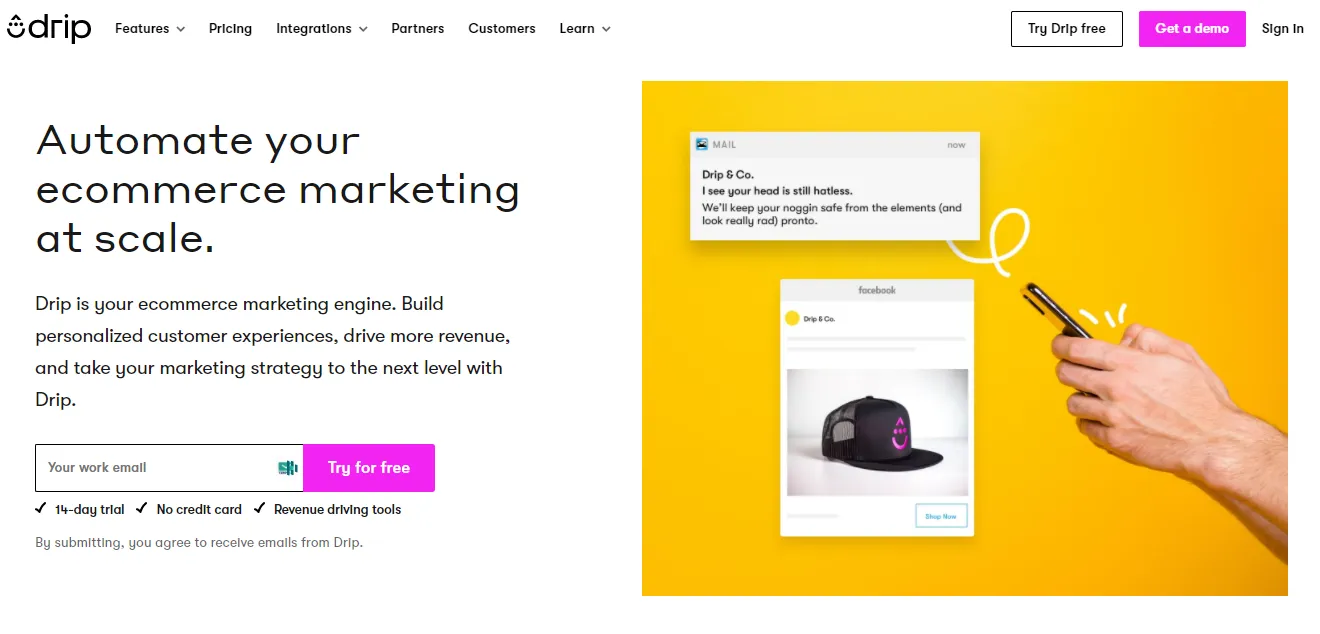 drip
Features
Pricing
Integrations
Partners
Customers
Learn
Try Drip free
Get a demo
Sign In
Automate your
ecommerce marketing
at scale.
Drip is your ecommerce marketing engine. Build
personalized customer experiences, drive more revenue,
and take your marketing strategy to the next level with
Drip.
Your work email
Try for free
14-day trial
No credit card
Revenue driving tools
By submitting, you agree to receive emails from Drip.
MAIL
now
Drip & Co.
I see your head is still hatless.
We'll keep your noggin safe from the elements (and
look really rad) pronto.
facebook
Drip & Co.
Shop Now